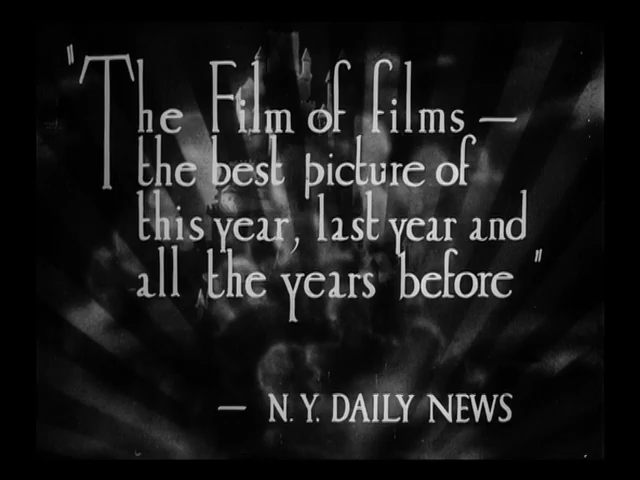 "The Film of films —
the best picture of
this year, last year and
all the years before"
— N.Y. DAILY NEWS